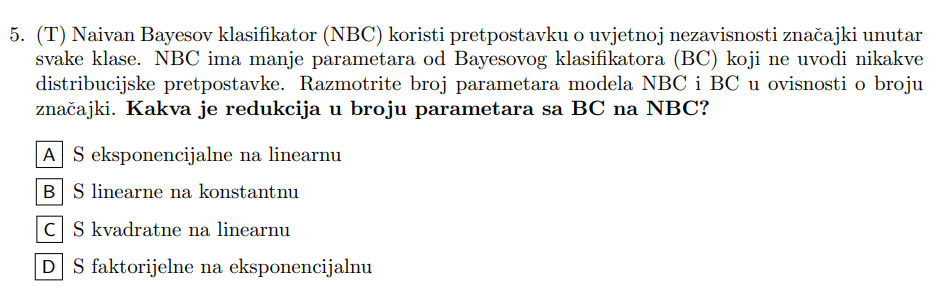 5. (T) Naivan Bayesov klasifikator (NBC) koristi pretpostavku o uvjetnoj nezavisnosti značajki unutar
svake klase. NBC ima manje parametara od Bayesovog klasifikatora (BC) koji ne uvodi nikakve
distribucijske pretpostavke. Razmotrite broj parametara modela NBC i BC u ovisnosti o broju
značajki. Kakva je redukcija u broju parametara sa BC na NBC?
A S eksponencijalne na linearnu
B S linearne na konstantnu
C S kvadratne na linearnu
D S faktorijelne na eksponencijalnu